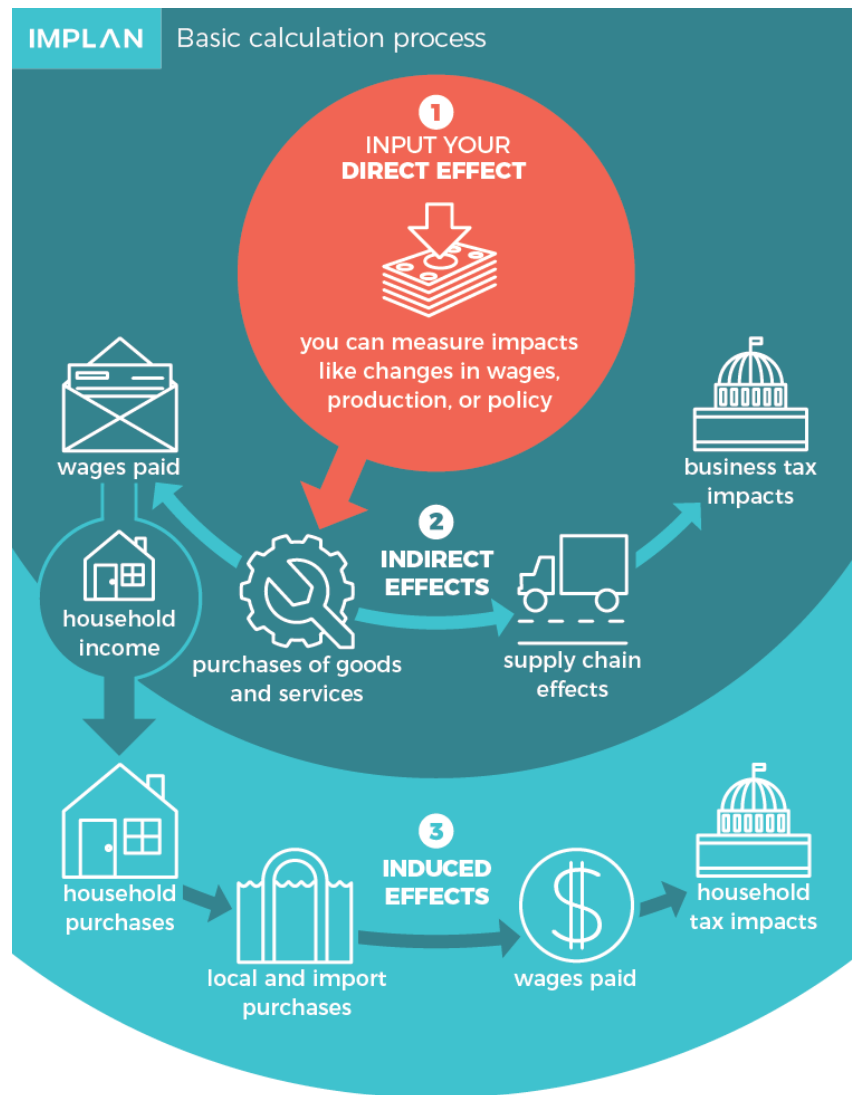 IMPLAN
Basic calculation process
1
INPUT YOUR
DIRECT EFFECT
you can measure impacts
like changes in wages,
production, or policy
wages paid
business tax
impacts
2
INDIRECT
EFFECTS
household
income
purchases of goods
and services
supply chain
effects
3
INDUCED
EFFECTS
household
purchases
local and import
purchases
wages paid
household
tax impacts